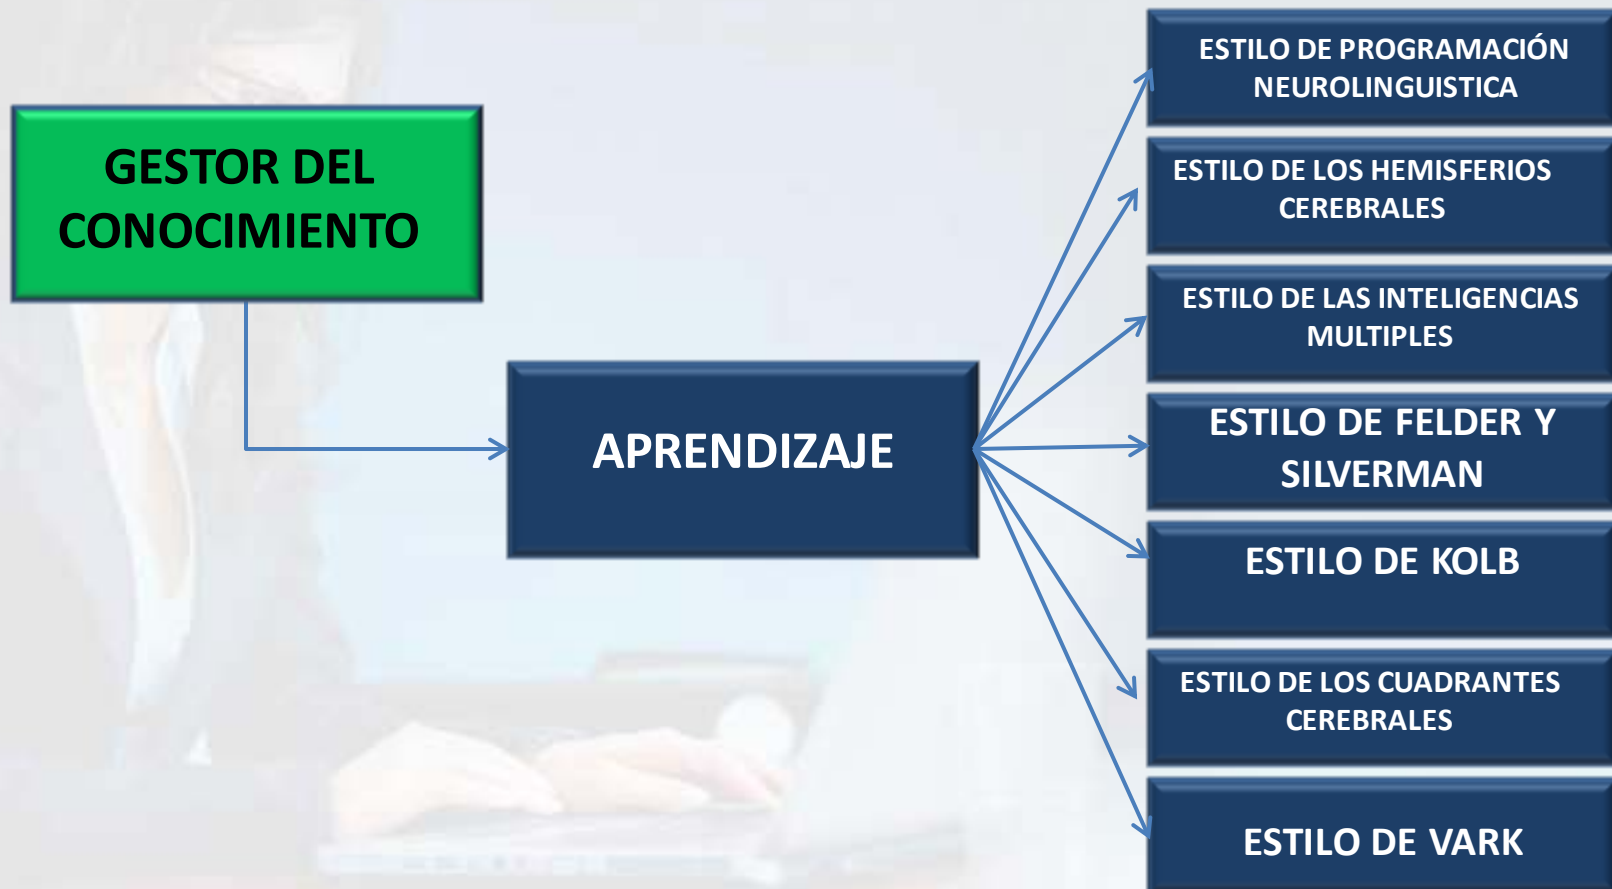 GESTOR DEL
CONOCIMIENTO
APRENDIZAJE
ESTILO DE PROGRAMACIÓN
NEUROLINGUISTICA
ESTILO DE LOS HEMISFERIOS
CEREBRALES
ESTILO DE LAS INTELIGENCIAS
MULTIPLES
ESTILO DE FELDER Y
SILVERMAN
ESTILO DE KOLB
ESTILO DE LOS CUADRANTES
CEREBRALES
ESTILO DE VARK